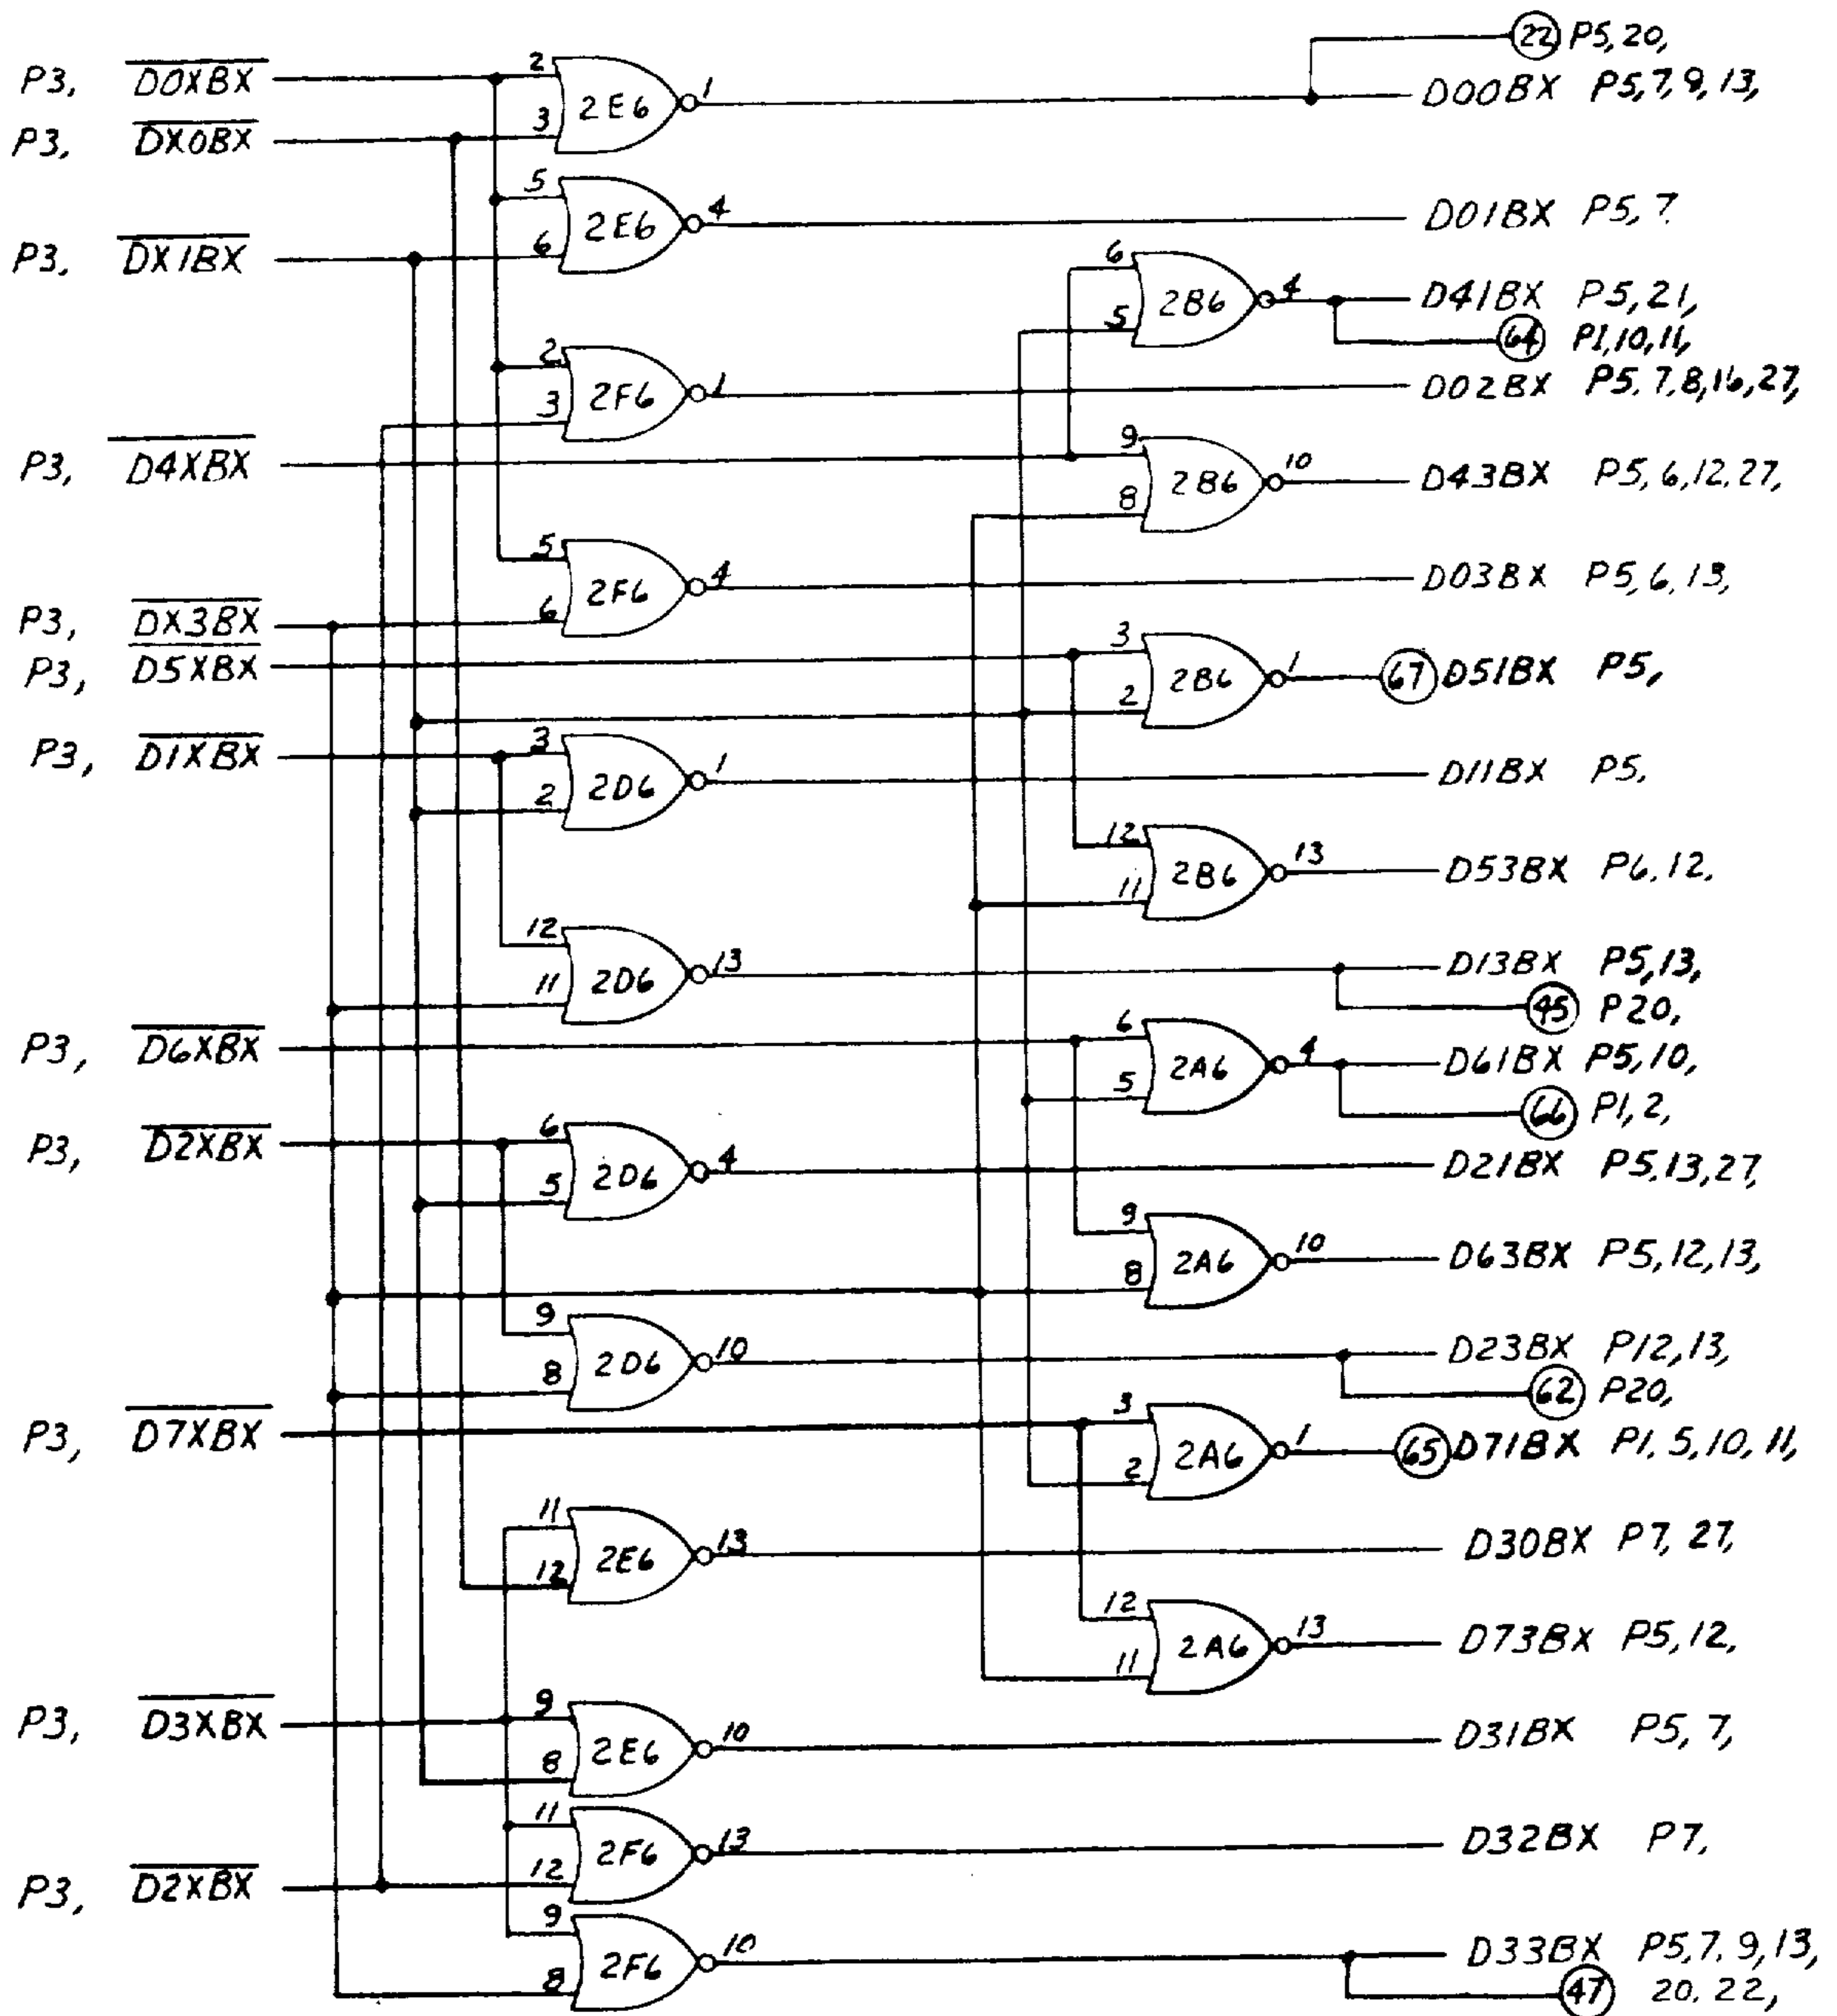 (22) P5,20,
P3, D0XBX 2 3 2E6 1 D00BX P5,7,9,13,
P3, DX0BX
5 6 2E6 4 D01BX P5,7
P3, DX1BX
6 5 2B6 4 D41BX P5,21,
(64) P1,10,11,
2 3 2F6 1 D02BX P5,7,8,16,27,
P3, D4XBX 9 8 2B6 10 D43BX P5,6,12,27,
5 6 2F6 4 D03BX P5,6,13,
P3, DX3BX
P3, D5XBX 3 2 2B6 1 (67) D51BX P5,
P3, D1XBX 3 2 2D6 1 D11BX P5,
12 11 2B6 13 D53BX P6,12,
12 11 2D6 13 D13BX P5,13,
(45) P20,
P3, D6XBX 6 5 2A6 4 D61BX P5,10,
(66) P1,2,
P3, D2XBX 6 5 2D6 4 D21BX P5,13,27,
9 8 2A6 10 D63BX P5,12,13,
9 8 2D6 10 D23BX P12,13,
(62) P20,
P3, D7XBX 3 2 2A6 1 (65) D71BX P1,5,10,11,
11 12 2E6 13 D30BX P7,27,
12 11 2A6 13 D73BX P5,12,
P3, D3XBX 9 8 2E6 10 D31BX P5,7,
11 12 2F6 13 D32BX P7,
P3, D2XBX
9 8 2F6 10 D33BX P5,7,9,13,
(47) 20,22,